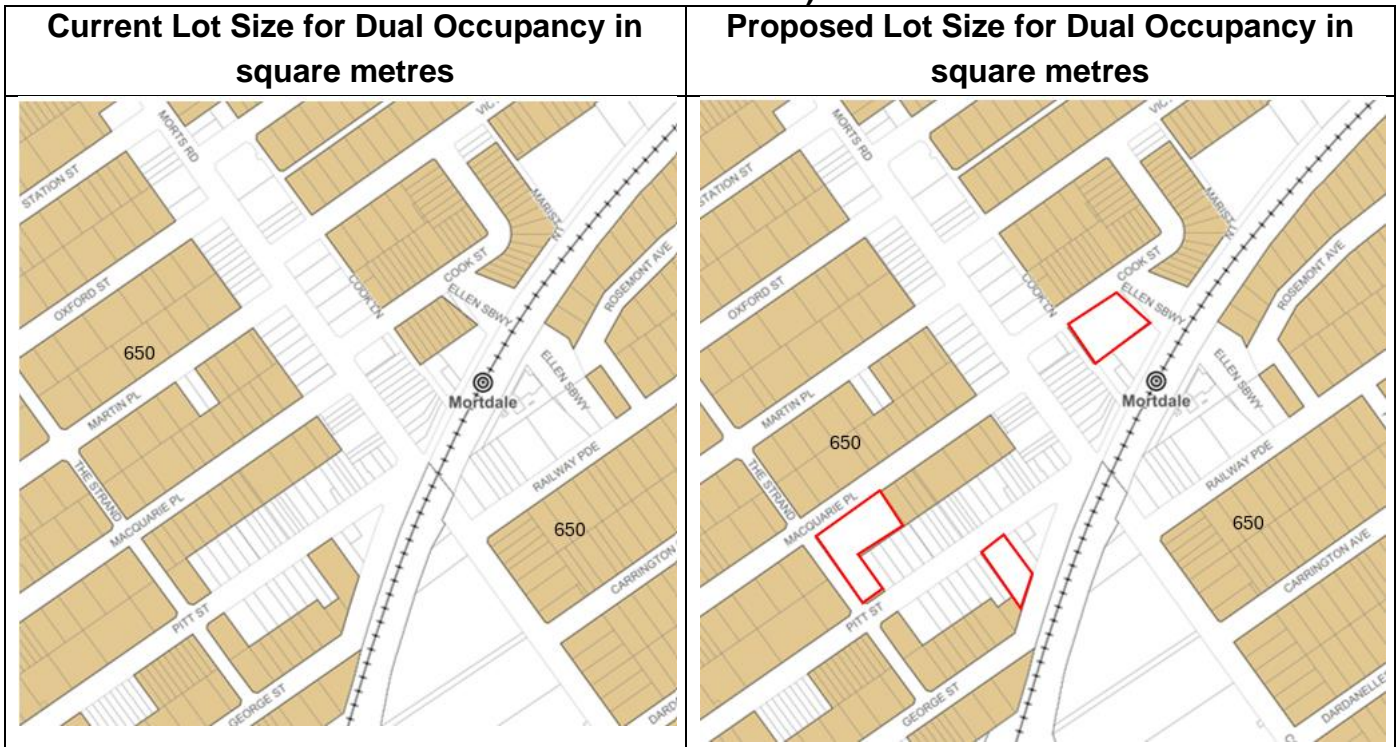 Current Lot Size for Dual Occupancy in
square metres
Proposed Lot Size for Dual Occupancy in
square metres
MORTS RD
STATION ST
OXFORD ST
650
MARTIN PL
THE STRAND
MACQUARIE PL
PITT ST
GEORGE ST
COOK LN
COOK ST
ELLEN SBWY
ROSEMONT AVE
ELLEN SBWY
Mortdale
RAILWAY PDE
650
CARRINGTON
MORTS RD
STATION ST
OXFORD ST
MARTIN PL
650
THE STRAND
MACQUARIE PL
PITT ST
GEORGE ST
COOK LN
COOK ST
ELLEN SBWY
ROSEMONT AVE
ELLEN SBWY
Mortdale
RAILWAY PDE
650
CARRINGTON AVE
DARDANELLE